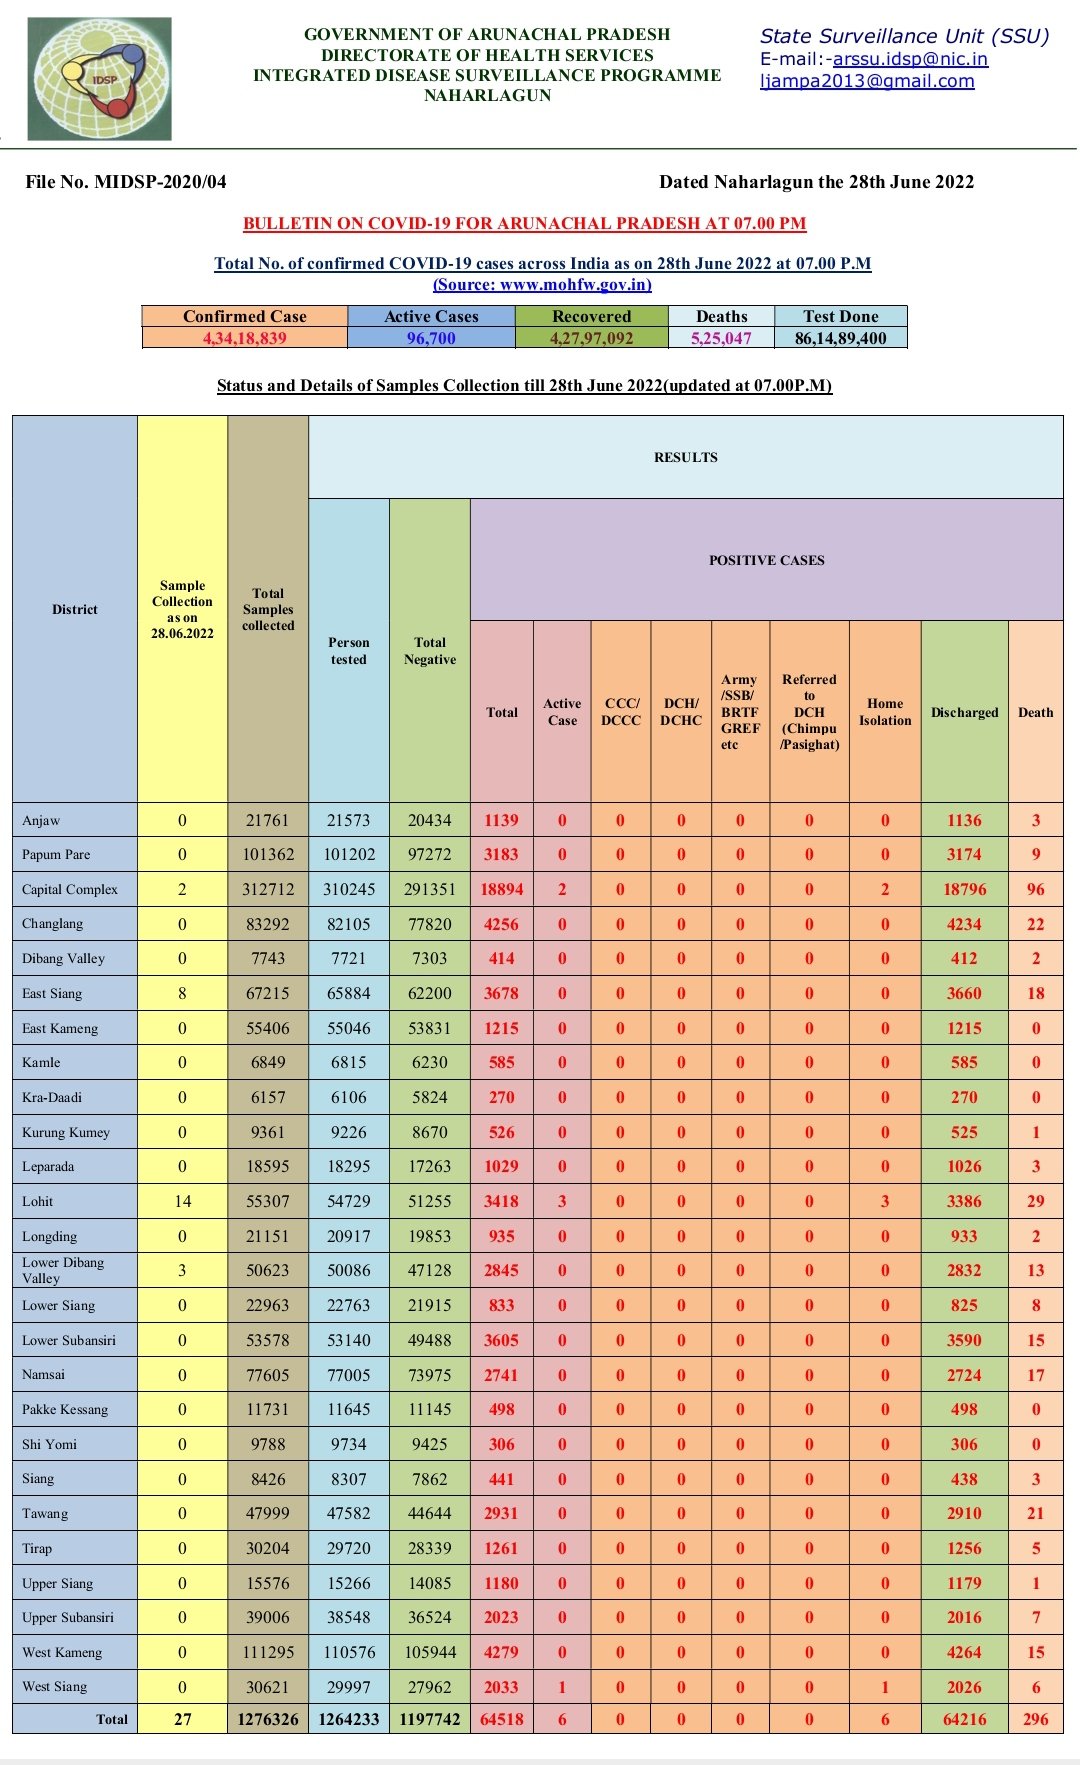 IDSP
GOVERNMENT OF ARUNACHAL PRADESH
DIRECTORATE OF HEALTH SERVICES
INTEGRATED DISEASE SURVEILLANCE PROGRAMME
NAHARLAGUN
State Surveillance Unit (SSU)
E-mail:-arssu.idsp@nic.in
ljampa2013@gmail.com
File No. MIDSP-2020/04 Dated Naharlagun the 28th June 2022
BULLETIN ON COVID-19 FOR ARUNACHAL PRADESH AT 07.00 PM
Total No. of confirmed COVID-19 cases across India as on 28th June 2022 at 07.00 P.M
(Source: www.mohfw.gov.in)
Confirmed Case Active Cases Recovered Deaths Test Done
4,34,18,839 96,700 4,27,97,092 5,25,047 86,14,89,400
Status and Details of Samples Collection till 28th June 2022(updated at 07.00P.M)
District
Sample
Collection
as on
28.06.2022
Total
Samples
collected
RESULTS
Person
tested
Total
Negative
POSITIVE CASES
Total
Active
Case
CCC/
DCCC
DCH/
DCHC
Army
/SSB/
BRTF
GREF
etc
Referred
to
DCH
(Chimpu
/Pasighat)
Home
Isolation
Discharged
Death
Anjaw 0 21761 21573 20434 1139 0 0 0 0 0 0 1136 3
Papum Pare 0 101362 101202 97272 3183 0 0 0 0 0 0 3174 9
Capital Complex 2 312712 310245 291351 18894 2 0 0 0 0 2 18796 96
Changlang 0 83292 82105 77820 4256 0 0 0 0 0 0 4234 22
Dibang Valley 0 7743 7721 7303 414 0 0 0 0 0 0 412 2
East Siang 8 67215 65884 62200 3678 0 0 0 0 0 0 3660 18
East Kameng 0 55406 55046 53831 1215 0 0 0 0 0 0 1215 0
Kamle 0 6849 6815 6230 585 0 0 0 0 0 0 585 0
Kra-Daadi 0 6157 6106 5824 270 0 0 0 0 0 0 270 0
Kurung Kumey 0 9361 9226 8670 526 0 0 0 0 0 0 525 1
Leparada 0 18595 18295 17263 1029 0 0 0 0 0 0 1026 3
Lohit 14 55307 54729 51255 3418 3 0 0 0 0 3 3386 29
Longding 0 21151 20917 19853 935 0 0 0 0 0 0 933 2
Lower Dibang
Valley 3 50623 50086 47128 2845 0 0 0 0 0 0 2832 13
Lower Siang 0 22963 22763 21915 833 0 0 0 0 0 0 825 8
Lower Subansiri 0 53578 53140 49488 3605 0 0 0 0 0 0 3590 15
Namsai 0 77605 77005 73975 2741 0 0 0 0 0 0 2724 17
Pakke Kessang 0 11731 11645 11145 498 0 0 0 0 0 0 498 0
Shi Yomi 0 9788 9734 9425 306 0 0 0 0 0 0 306 0
Siang 0 8426 8307 7862 441 0 0 0 0 0 0 438 3
Tawang 0 47999 47582 44644 2931 0 0 0 0 0 0 2910 21
Tirap 0 30204 29720 28339 1261 0 0 0 0 0 0 1256 5
Upper Siang 0 15576 15266 14085 1180 0 0 0 0 0 0 1179 1
Upper Subansiri 0 39006 38548 36524 2023 0 0 0 0 0 0 2016 7
West Kameng 0 111295 110576 105944 4279 0 0 0 0 0 0 4264 15
West Siang 0 30621 29997 27962 2033 1 0 0 0 0 1 2026 6
Total 27 1276326 1264233 1197742 64518 6 0 0 0 0 6 64216 296